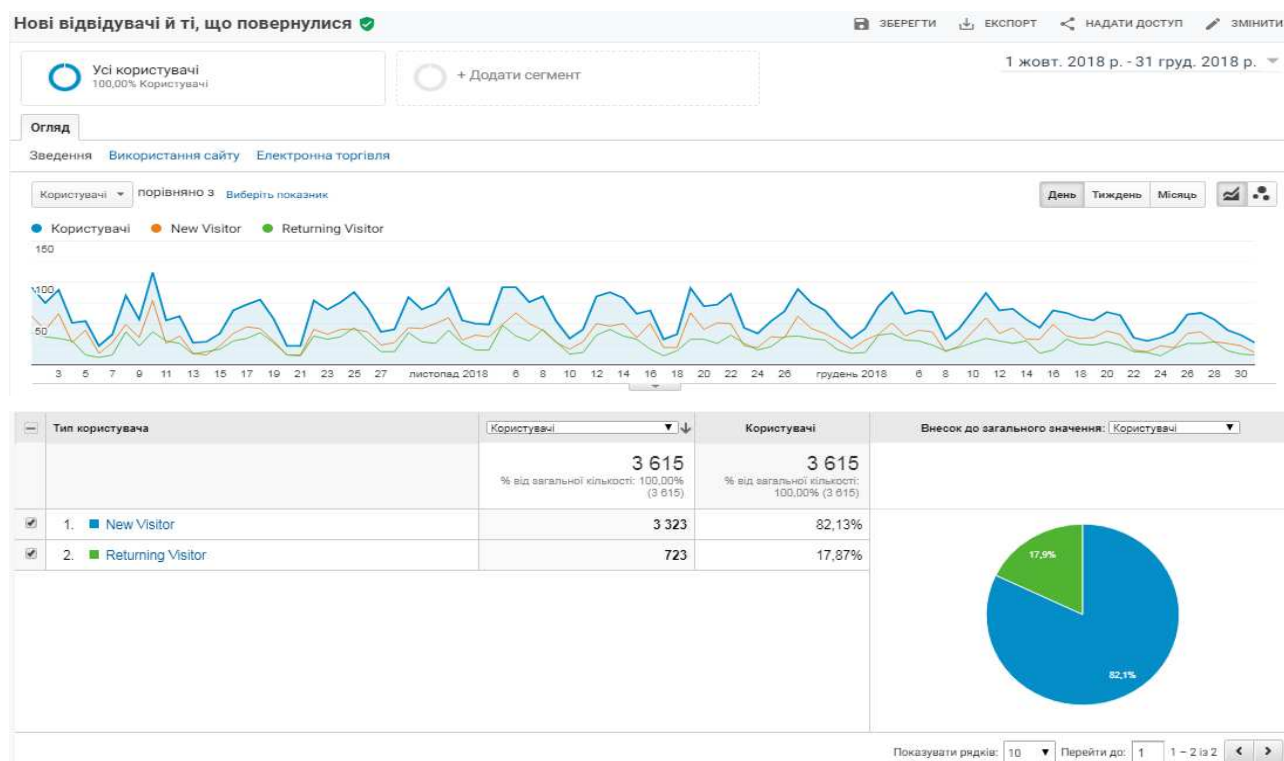 Нові відвідувачі й ті, що повернулися
ЗБЕРЕГТИ ЕКСПОРТ НАДАТИ ДОСТУП ЗМІНИТИ
Усі користувачі
100,00% Користувачі
+ Додати сегмент
1 жовт. 2018 р. - 31 груд. 2018 р.
Огляд
Зведення Використання сайту Електронна торгівля
Користувачі порівняно з Виберіть показник
День Тиждень Місяць
Користувачі New Visitor Returning Visitor
150
100
50
3 5 7 9 11 13 15 17 19 21 23 25 27 листопад 2018 6 8 10 12 14 16 18 20 22 24 26 грудень 2018 6 8 10 12 14 16 18 20 22 24 26 28 30
Тип користувача Користувачі Користувачі Внесок до загального значення: Користувачі
3 615 3 615
% від загальної кількості: 100,00% (3 615) % від загальної кількості: 100,00% (3 615)
1. New Visitor 3 323 82,13%
2. Returning Visitor 723 17,87%
17,9%
82,1%
Показувати рядків: 10 Перейти до: 1 1 – 2 із 2